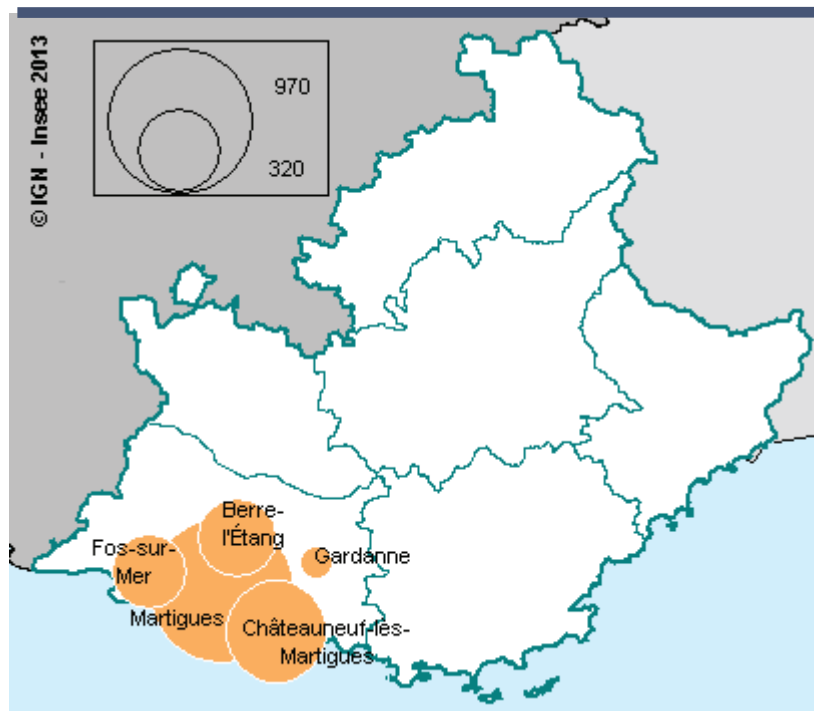 © IGN - Insee 2013
970
320
Berre-
l'Étang
Fos-sur-
Mer
Gardanne
Martigues
Châteauneuf-les-
Martigues